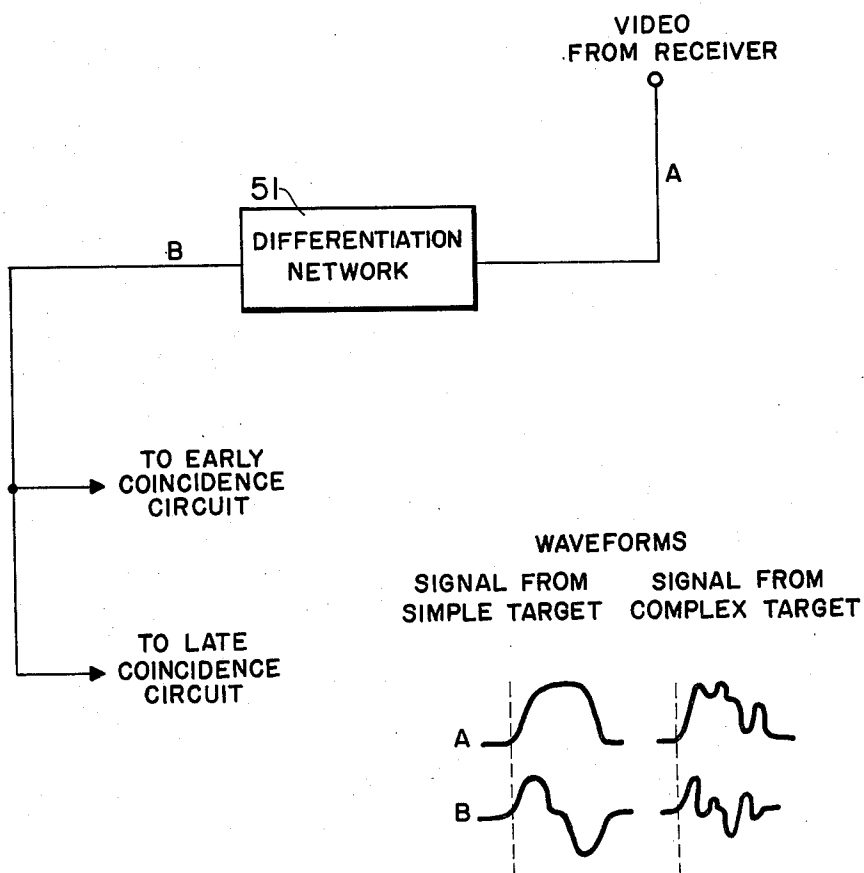 VIDEO
FROM RECEIVER
A
51
DIFFERENTIATION
NETWORK
B
TO EARLY
COINCIDENCE
CIRCUIT
TO LATE
COINCIDENCE
CIRCUIT
WAVEFORMS
SIGNAL FROM
SIMPLE TARGET
SIGNAL FROM
COMPLEX TARGET
A
B